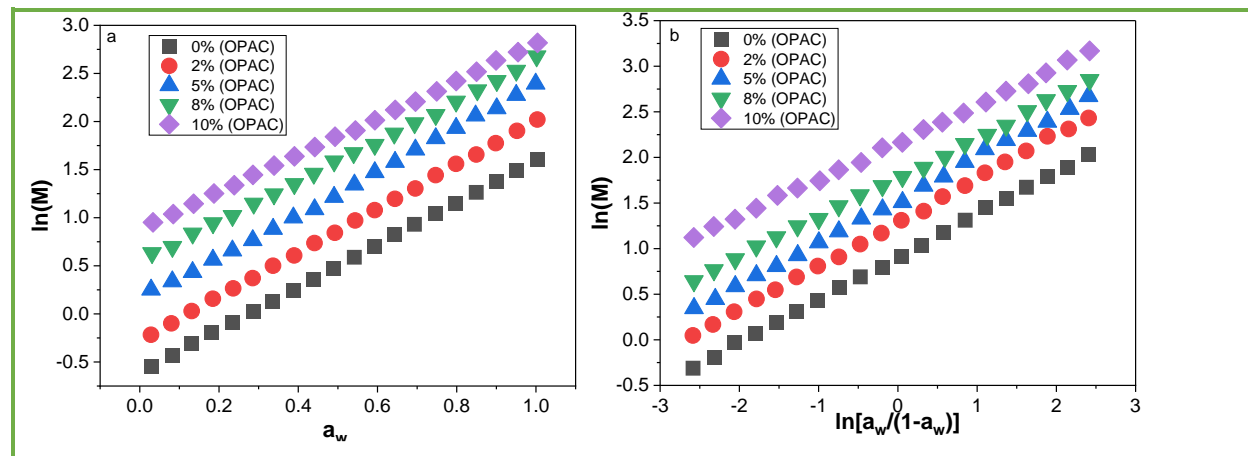 a
0% (OPAC)
2% (OPAC)
5% (OPAC)
8% (OPAC)
10% (OPAC)
3.0
2.5
2.0
1.5
1.0
0.5
0.0
-0.5
ln(M)
0.0 0.2 0.4 0.6 0.8 1.0
a_w
b
0% (OPAC)
2% (OPAC)
5% (OPAC)
8% (OPAC)
10% (OPAC)
3.5
3.0
2.5
2.0
1.5
1.0
0.5
0.0
-0.5
ln(M)
-3 -2 -1 0 1 2 3
ln[a_w/(1-a_w)]